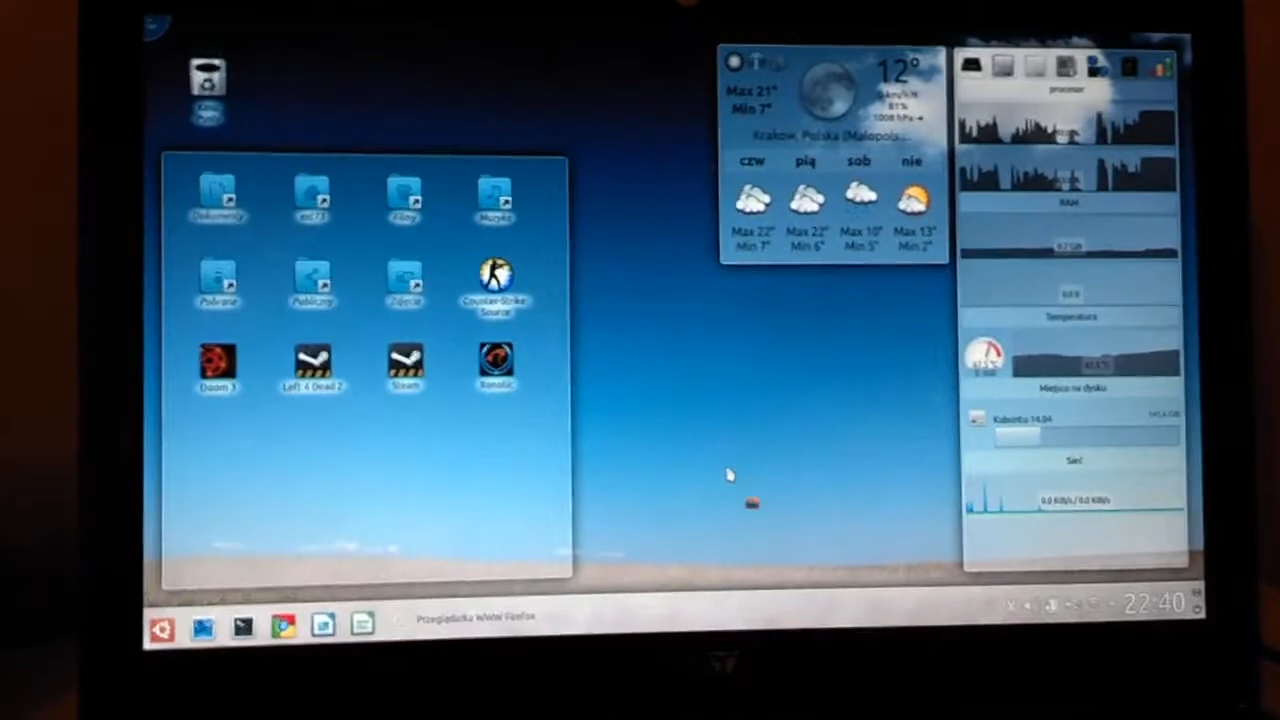 Dokumenty
Filmy
Muzyka
Pobrane
Publiczny
Zdjęcia
Counter-Strike:
Source
Doom 3
Left 4 Dead 2
Steam
Xonotic
12°
Max 21°
Min 7°
81%
1008 hPa
Krakow, Polska (Malopols...
czw pią sob nie
Max 22° Max 22° Max 10° Max 13°
Min 7° Min 6° Min 5° Min 2°
procesor
RAM
Temperatura
Miejsce na dysku
Kubuntu 14.04
Sieć
0.0 KiB/s / 0.0 KiB/s
Przeglądarka WWW Firefox
22:40